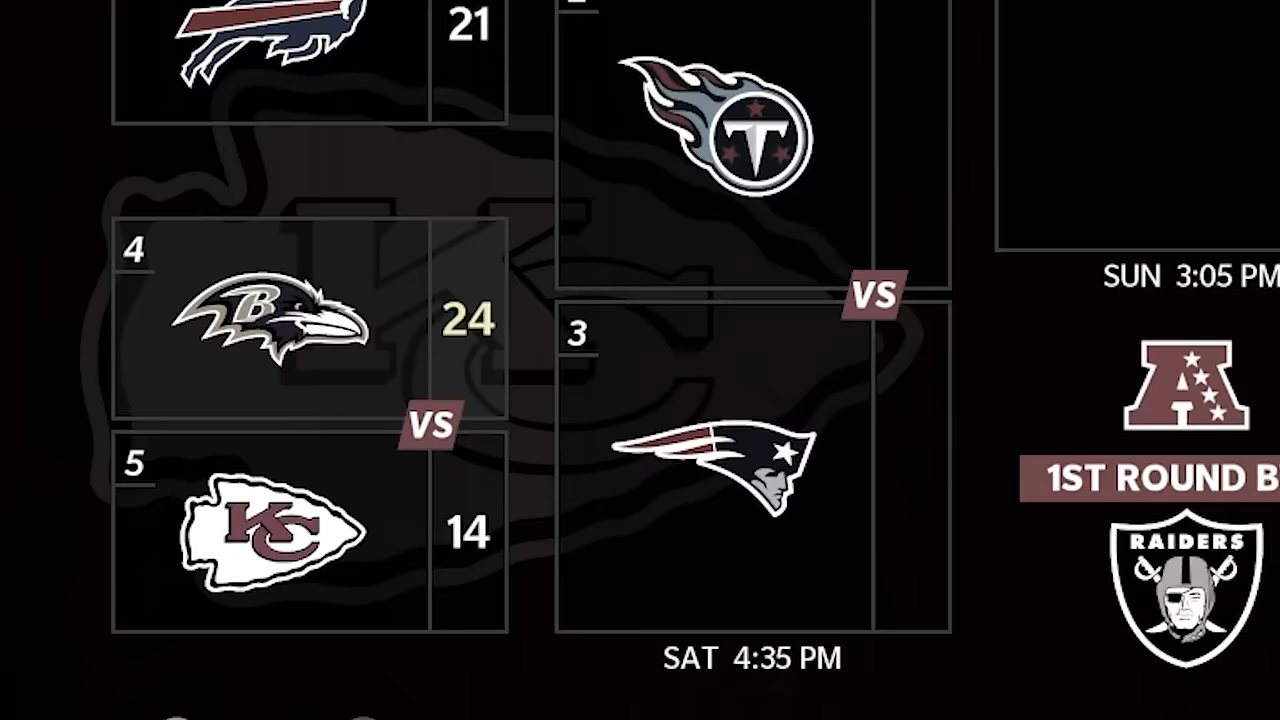 21
4
B
24
VS
5
KC
14
T
VS
3
SAT 4:35 PM
SUN 3:05 PM
A
1ST ROUND B
RAIDERS